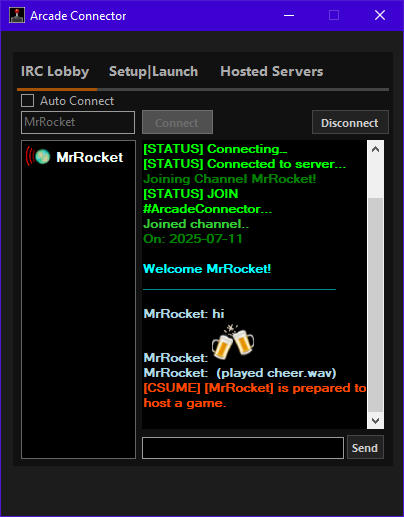 Arcade Connector
IRC Lobby Setup|Launch Hosted Servers
Auto Connect
MrRocket Connect Disconnect
MrRocket
[STATUS] Connecting...
[STATUS] Connected to server...
Joining Channel MrRocket!
[STATUS] JOIN
#ArcadeConnector...
Joined channel..
On: 2025-07-11
Welcome MrRocket!
MrRocket: hi
MrRocket:
MrRocket: (played cheer.wav)
[CSUME] [MrRocket] is prepared to
host a game.
Send